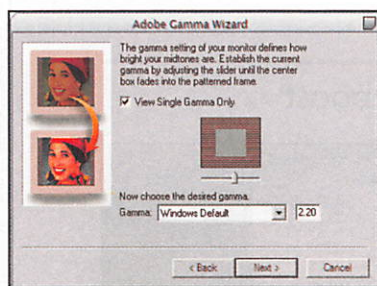 Adobe Gamma Wizard
The gamma setting of your monitor defines how
bright your midtones are. Establish the current
gamma by adjusting the slider until the center
box fades into the patterned frame.
View Single Gamma Only
Now choose the desired gamma.
Gamma: Windows Default 2.20
< Back Next > Cancel